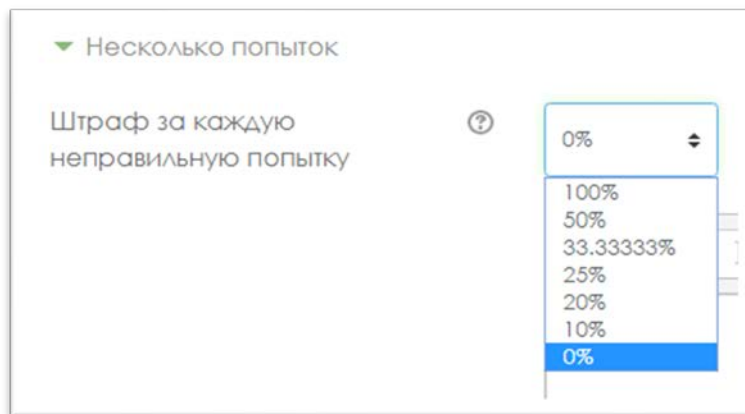 Несколько попыток
Штраф за каждую
неправильную попытку
0%
100%
50%
33.33333%
25%
20%
10%
0%